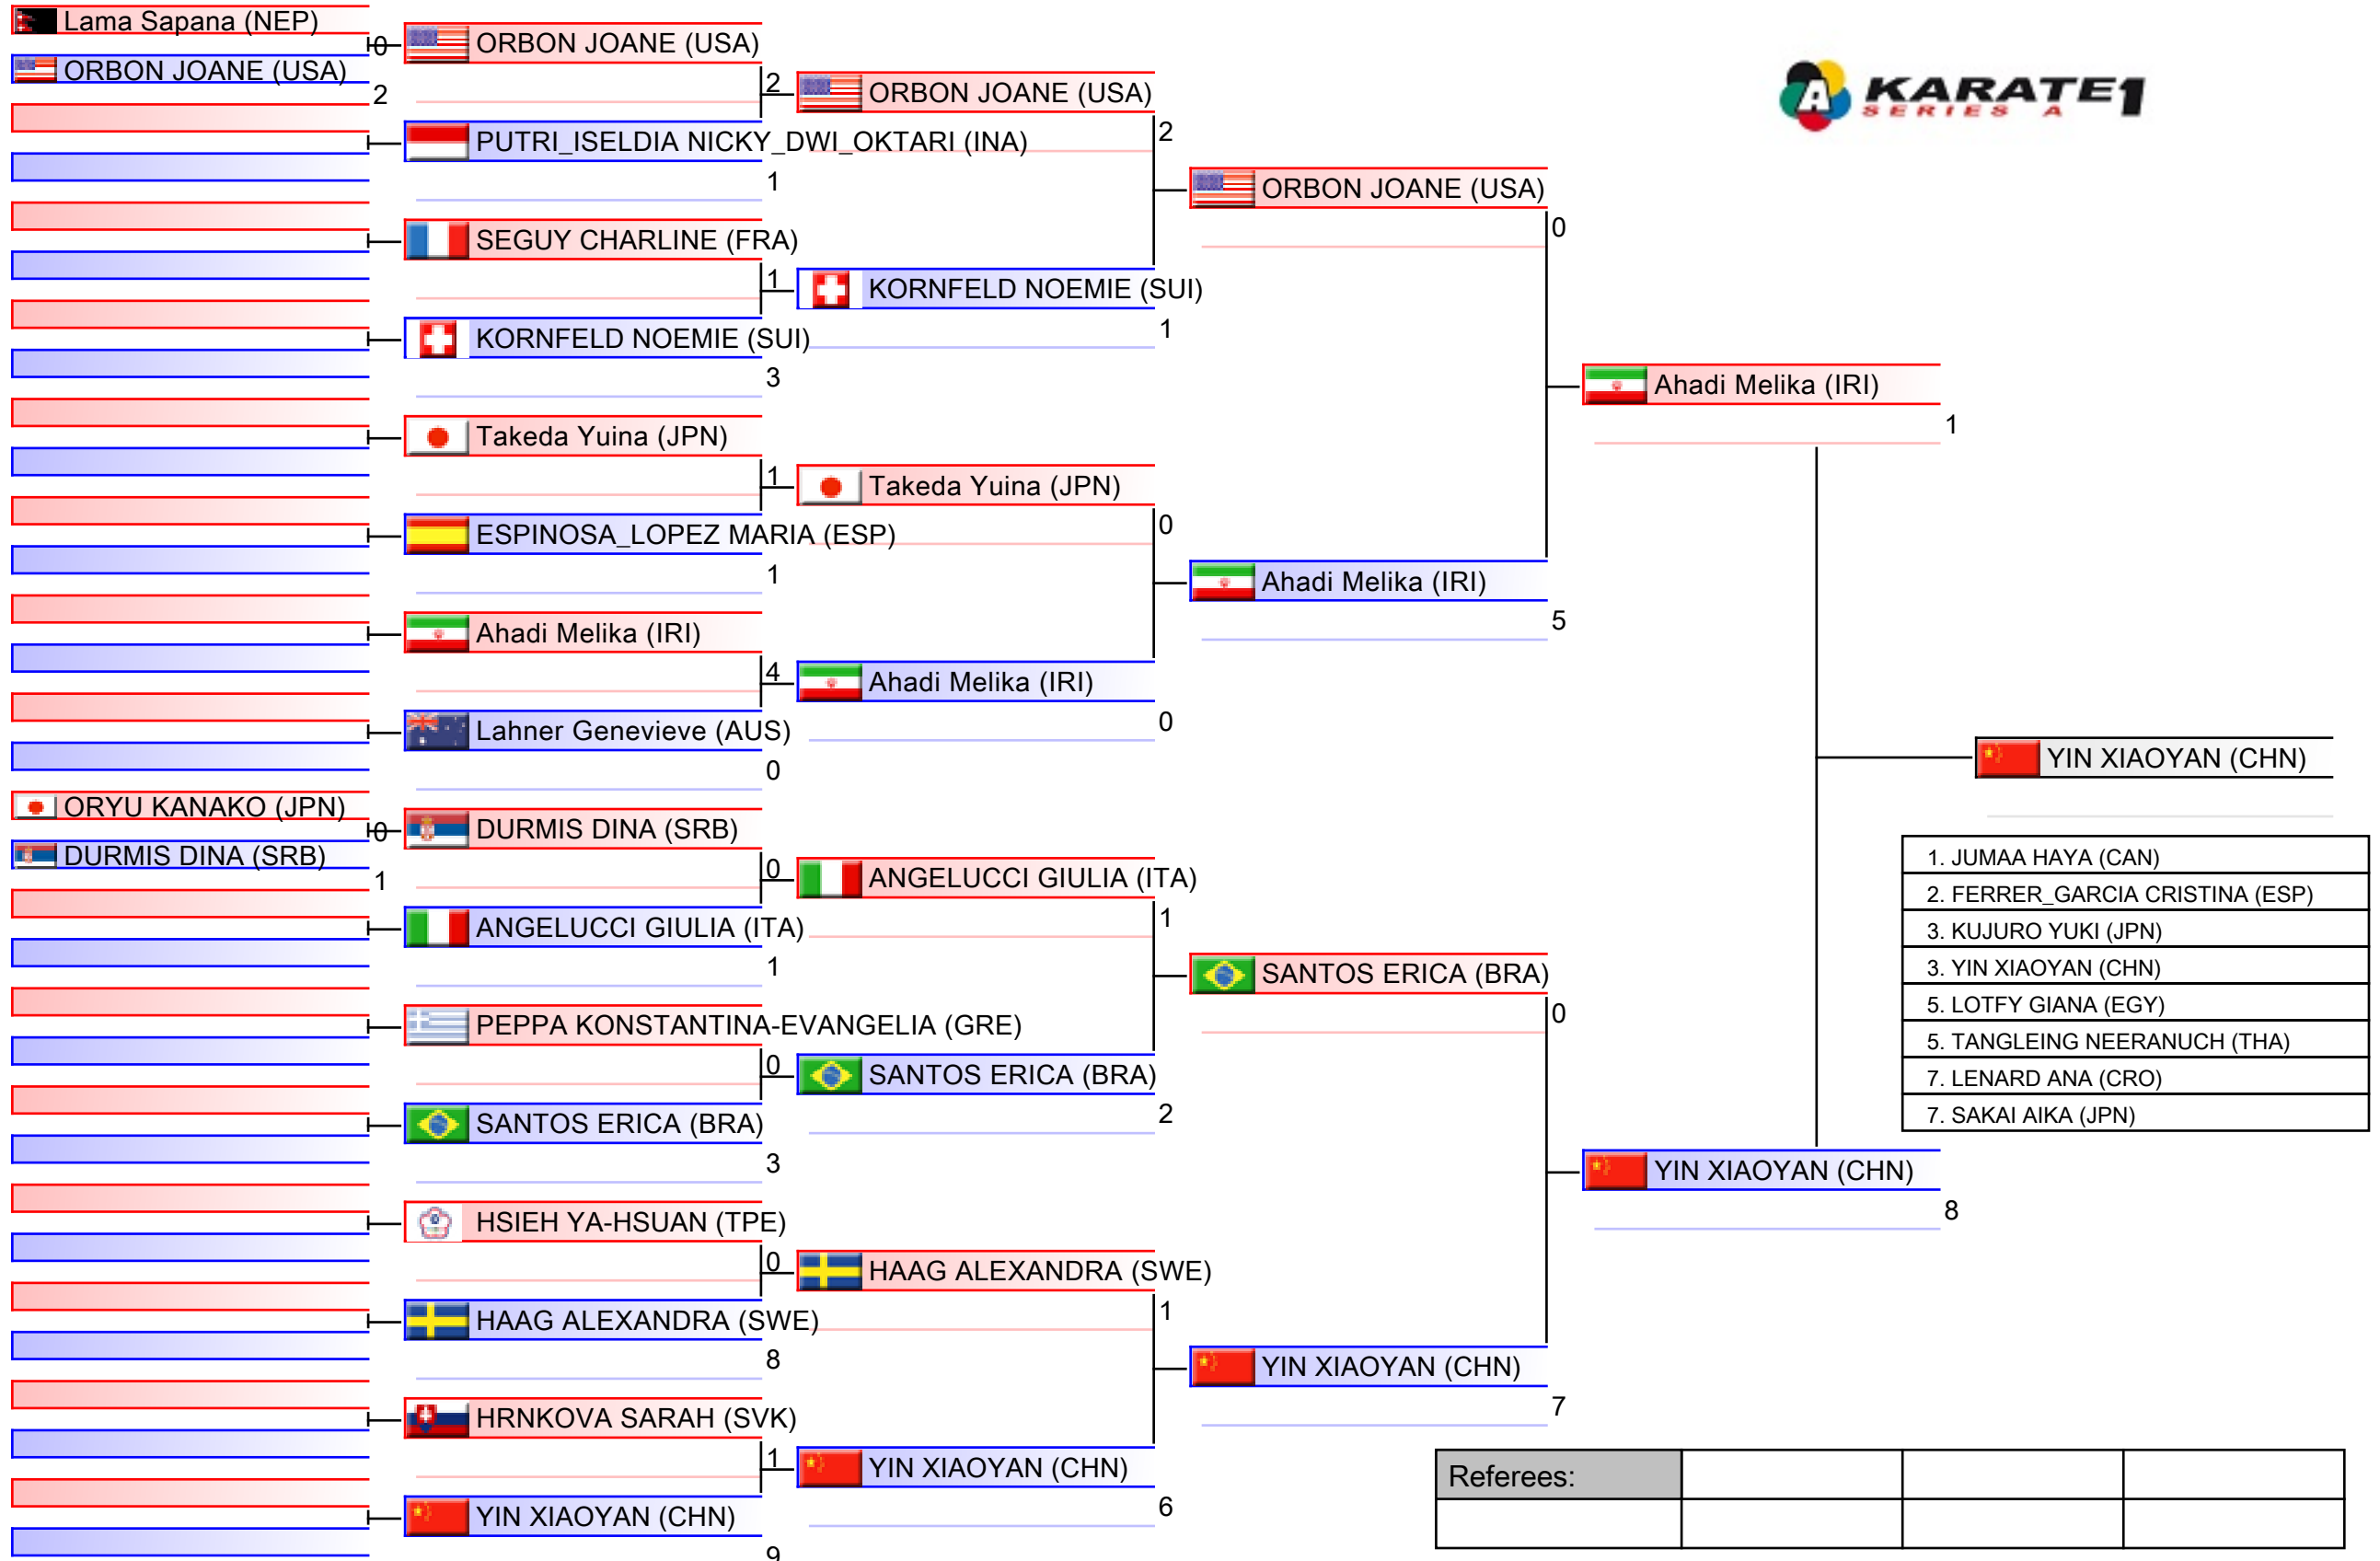 Lama Sapana (NEP)
0
ORBON JOANE (USA)
2
ORBON JOANE (USA)
2
PUTRI_ISELDIA NICKY_DWI_OKTARI (INA)
1
SEGUY CHARLINE (FRA)
1
KORNFELD NOEMIE (SUI)
3
Takeda Yuina (JPN)
1
ESPINOSA_LOPEZ MARIA (ESP)
1
Ahadi Melika (IRI)
4
Lahner Genevieve (AUS)
0
ORYU KANAKO (JPN)
0
DURMIS DINA (SRB)
1
DURMIS DINA (SRB)
0
ANGELUCCI GIULIA (ITA)
1
PEPPA KONSTANTINA-EVANGELIA (GRE)
0
SANTOS ERICA (BRA)
3
HSIEH YA-HSUAN (TPE)
0
HAAG ALEXANDRA (SWE)
8
HRNKOVA SARAH (SVK)
1
YIN XIAOYAN (CHN)
9
ORBON JOANE (USA)
2
KORNFELD NOEMIE (SUI)
1
Takeda Yuina (JPN)
0
Ahadi Melika (IRI)
0
ANGELUCCI GIULIA (ITA)
1
SANTOS ERICA (BRA)
2
HAAG ALEXANDRA (SWE)
1
YIN XIAOYAN (CHN)
6
ORBON JOANE (USA)
0
Ahadi Melika (IRI)
5
SANTOS ERICA (BRA)
0
YIN XIAOYAN (CHN)
7
Ahadi Melika (IRI)
1
YIN XIAOYAN (CHN)
8
YIN XIAOYAN (CHN)
A KARATE1
SERIES A
1. JUMAA HAYA (CAN)
2. FERRER_GARCIA CRISTINA (ESP)
3. KUJURO YUKI (JPN)
3. YIN XIAOYAN (CHN)
5. LOTFY GIANA (EGY)
5. TANGLEING NEERANUCH (THA)
7. LENARD ANA (CRO)
7. SAKAI AIKA (JPN)
Referees: